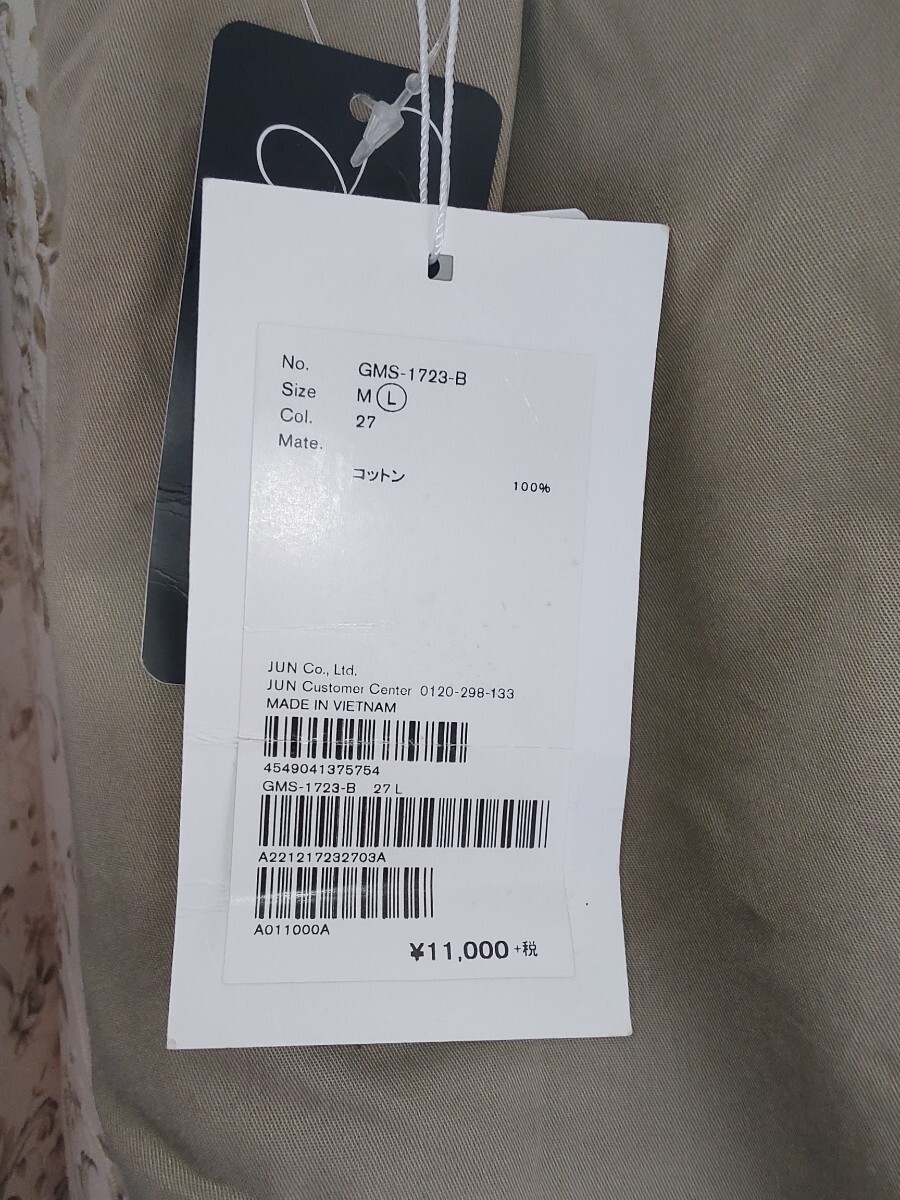 No. GMS-1723-B
Size M L
Col. 27
Mate.
コットン 100%
JUN Co., Ltd.
JUN Customer Center 0120-298-133
MADE IN VIETNAM
4549041375754
GMS-1723-B 27 L
A221217232703A
A011000A
¥11,000+税